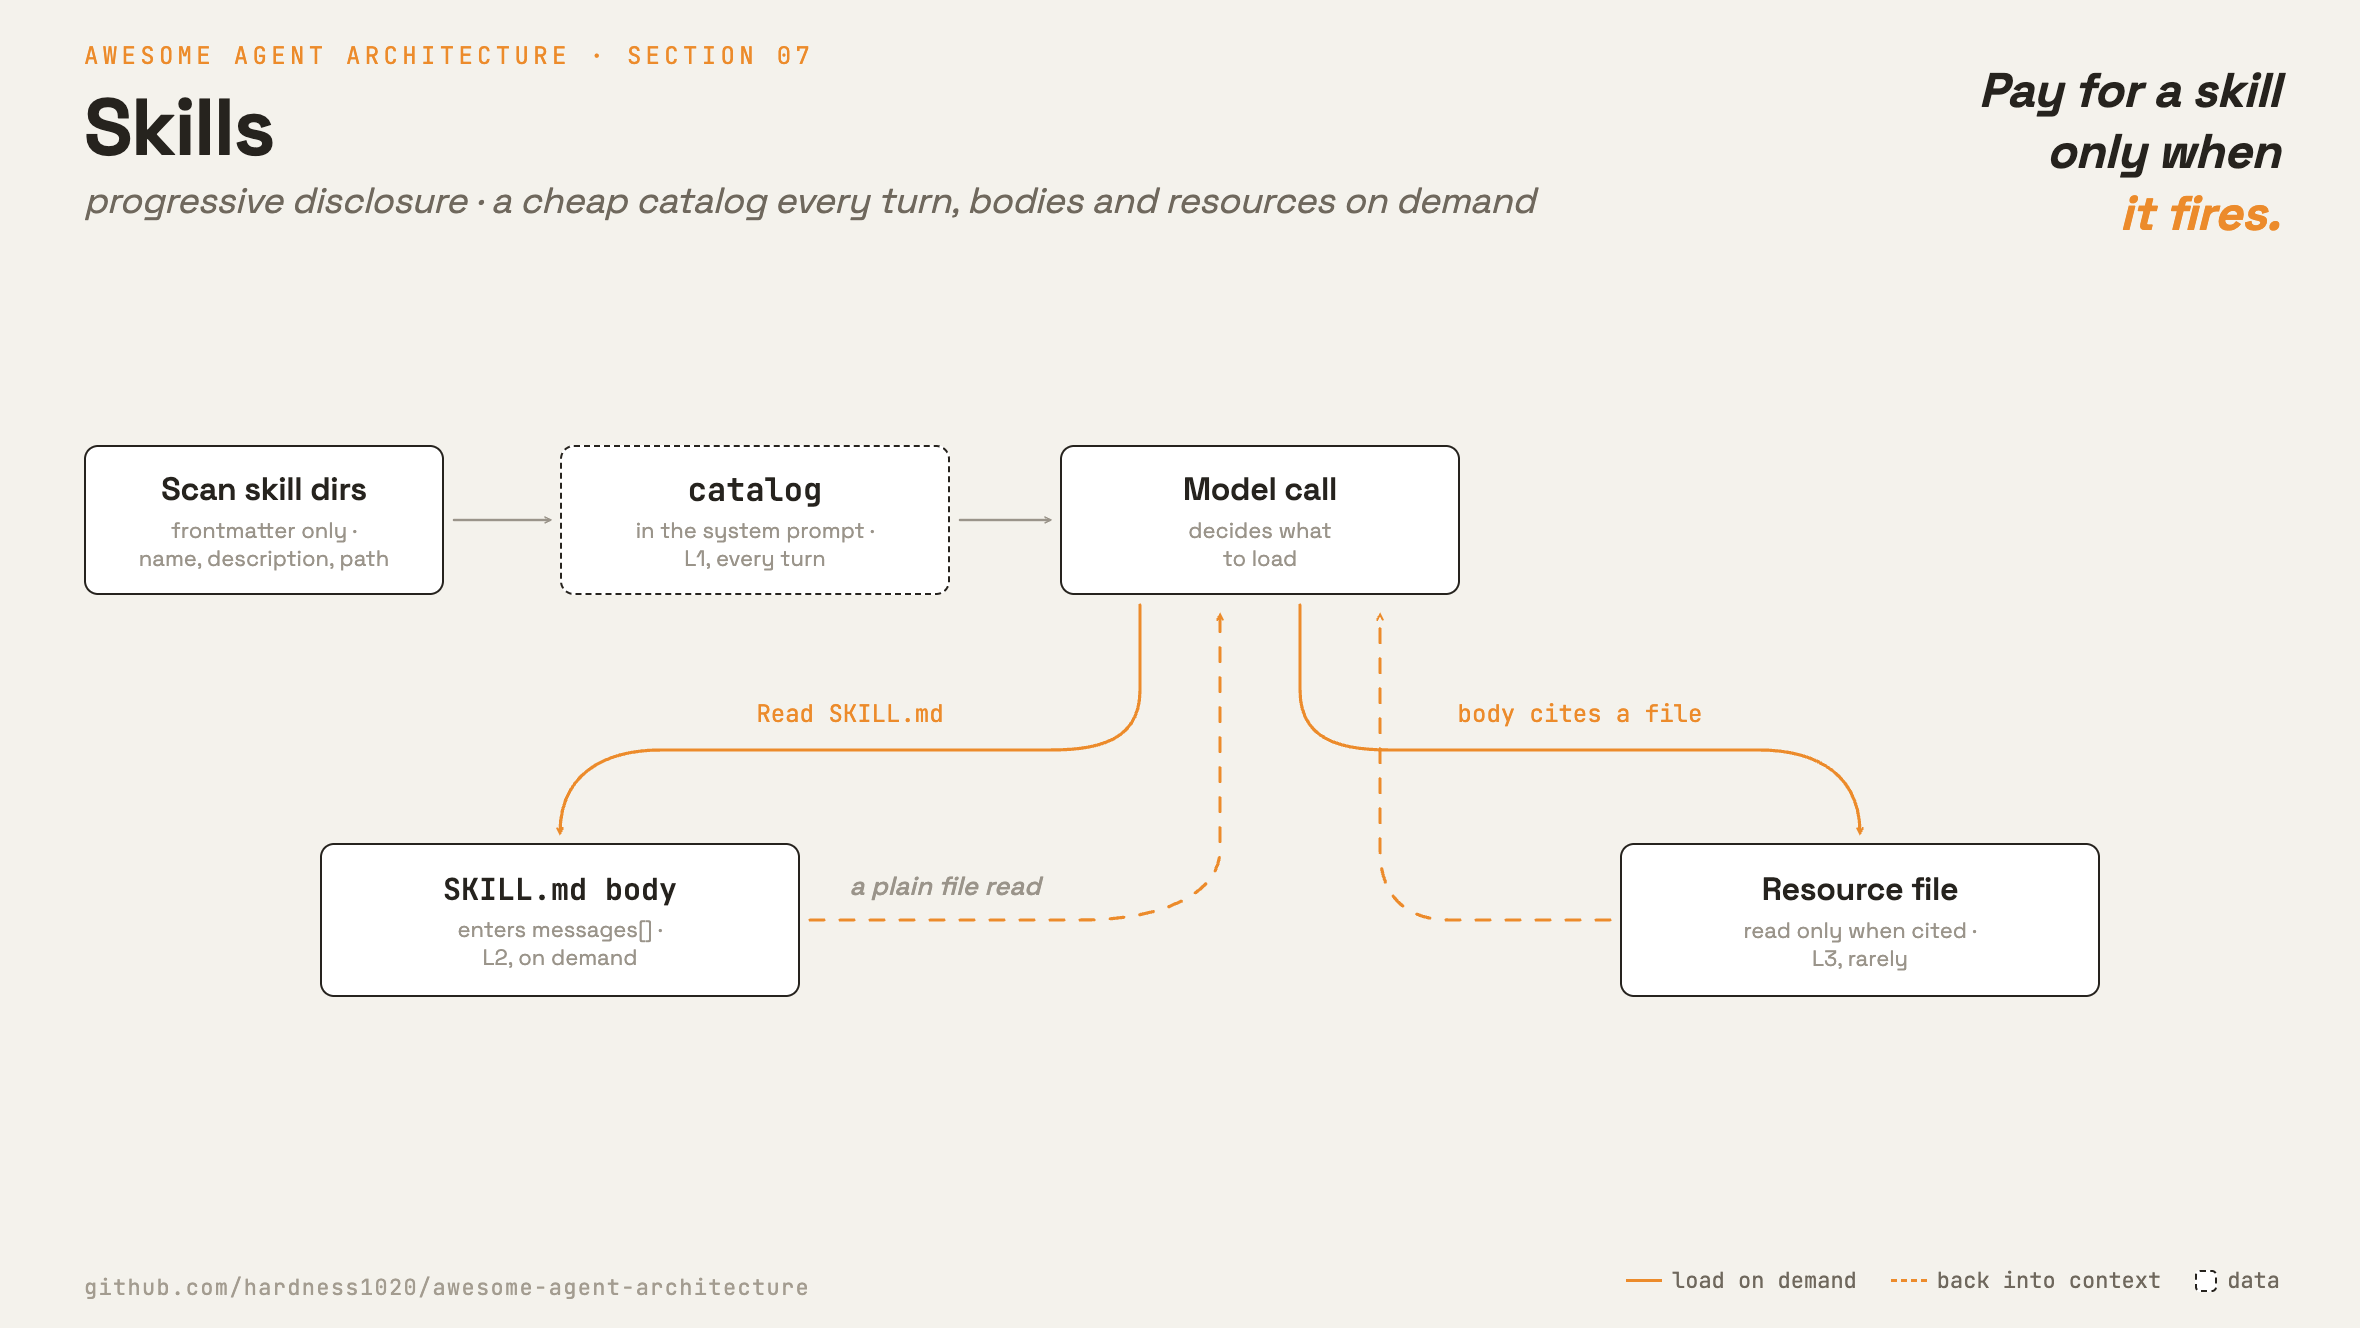 AWESOME AGENT ARCHITECTURE · SECTION 07
Skills
progressive disclosure · a cheap catalog every turn, bodies and resources on demand
Pay for a skill
only when
it fires.
Scan skill dirs
frontmatter only ·
name, description, path
catalog
in the system prompt ·
L1, every turn
Model call
decides what
to load
Read SKILL.md
body cites a file
SKILL.md body
enters messages[] ·
L2, on demand
a plain file read
Resource file
read only when cited ·
L3, rarely
github.com/hardness1020/awesome-agent-architecture
load on demand
back into context
data